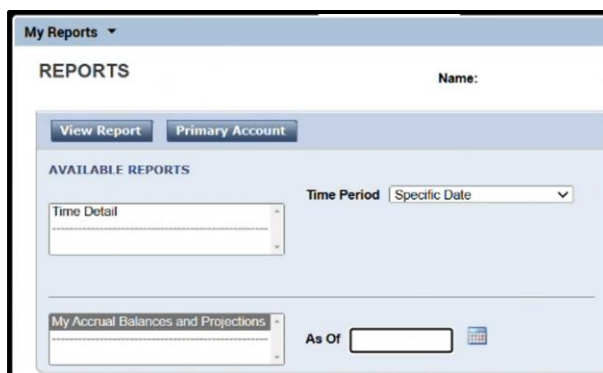 My Reports
REPORTS
Name:
View Report Primary Account
AVAILABLE REPORTS
Time Period Specific Date
Time Detail
My Accrual Balances and Projections
As Of